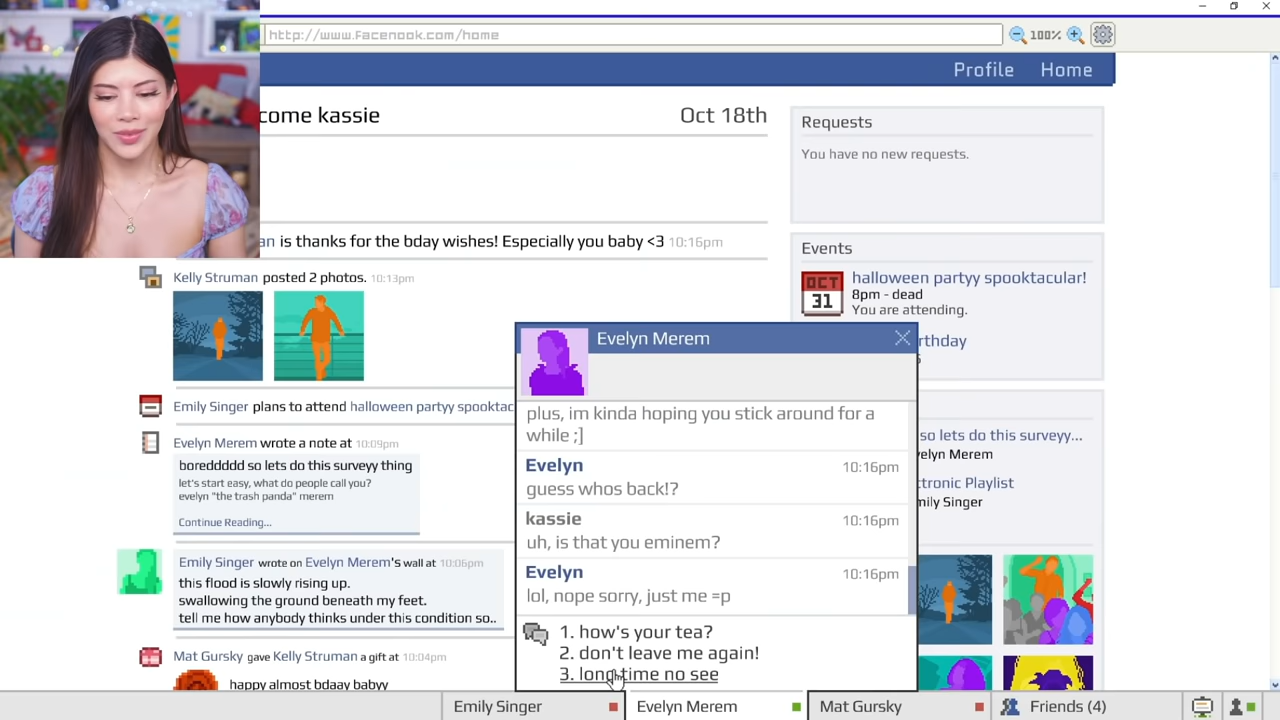 http://www.facenook.com/home
100%
Profile Home
come kassie
Oct 18th
an is thanks for the bday wishes! Especially you baby <3 10:16pm
Kelly Struman posted 2 photos. 10:13pm
Emily Singer plans to attend halloween partyy spooktac
Evelyn Merem wrote a note at 10:09pm
boreddddd so lets do this surveyy thing
let's start easy, what do people call you?
evelyn "the trash panda" merem
Continue Reading...
Emily Singer wrote on Evelyn Merem's wall at 10:06pm
this flood is slowly rising up.
swallowing the ground beneath my feet.
tell me how anybody thinks under this condition so..
Mat Gursky gave Kelly Struman a gift at 10:04pm
happy almost bdaay babyy
Requests
You have no new requests.
Events
OCT
31
halloween partyy spooktacular!
8pm - dead
You are attending.
rthday
so lets do this surveyy...
velyn Merem
ctronic Playlist
mily Singer
Evelyn Merem
plus, im kinda hoping you stick around for a
while ;]
Evelyn 10:16pm
guess whos back!?
kassie 10:16pm
uh, is that you eminem?
Evelyn 10:16pm
lol, nope sorry, just me =p
1. how's your tea?
2. don't leave me again!
3. long time no see
Emily Singer
Evelyn Merem
Mat Gursky
Friends (4)